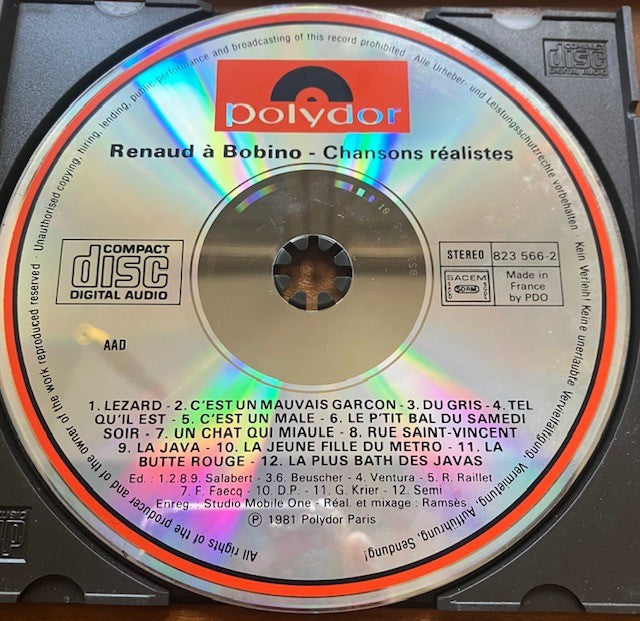 Unauthorised copying, hiring, lending, public performance and broadcasting of this record prohibited · Alle Urheber- und Leistungsschutzrechte vorbehalten · Kein Verleih! Keine unerlaubte Vervielfältigung, Vermietung, Aufführung, Sendung!
COMPACT
disc
DIGITAL AUDIO
polydor
Renaud à Bobino - Chansons réalistes
COMPACT
disc
DIGITAL AUDIO
STEREO 823 566-2
SACEM
SDRM
Made in
France
by PDO
AAD
1. LEZARD - 2. C'EST UN MAUVAIS GARCON - 3. DU GRIS - 4. TEL
QU'IL EST - 5. C'EST UN MALE - 6. LE P'TIT BAL DU SAMEDI
SOIR - 7. UN CHAT QUI MIAULE - 8. RUE SAINT-VINCENT
9. LA JAVA - 10. LA JEUNE FILLE DU METRO - 11. LA
BUTTE ROUGE - 12. LA PLUS BATH DES JAVAS
Ed. : 1.2.8.9. Salabert - 3.6. Beuscher - 4. Ventura - 5. R. Raillet
7. F. Faecq - 10. D.P. - 11. G. Krier - 12. Semi
Enreg. : Studio Mobile One - Réal. et mixage : Ramsès
Ⓟ 1981 Polydor Paris
All rights of the producer and of the owner of the work reproduced reserved ·